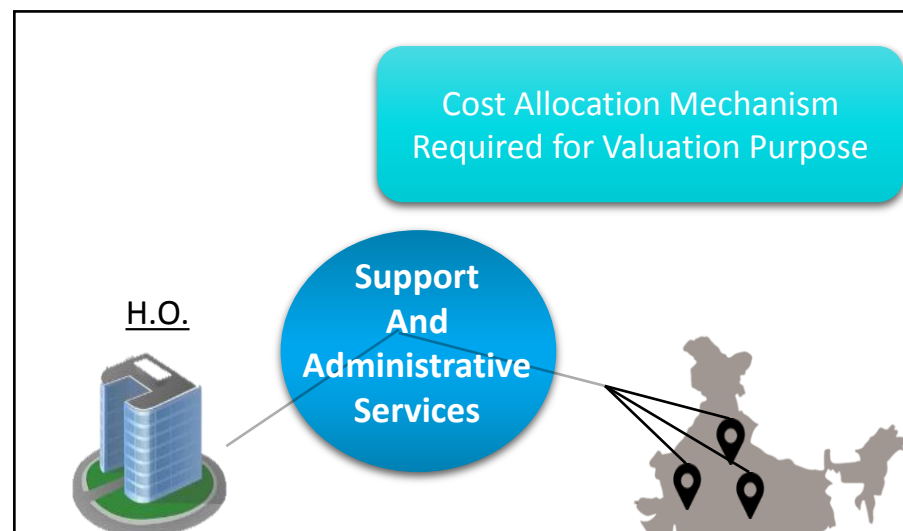 Cost Allocation Mechanism
Required for Valuation Purpose
Support
And
Administrative
Services
H.O.